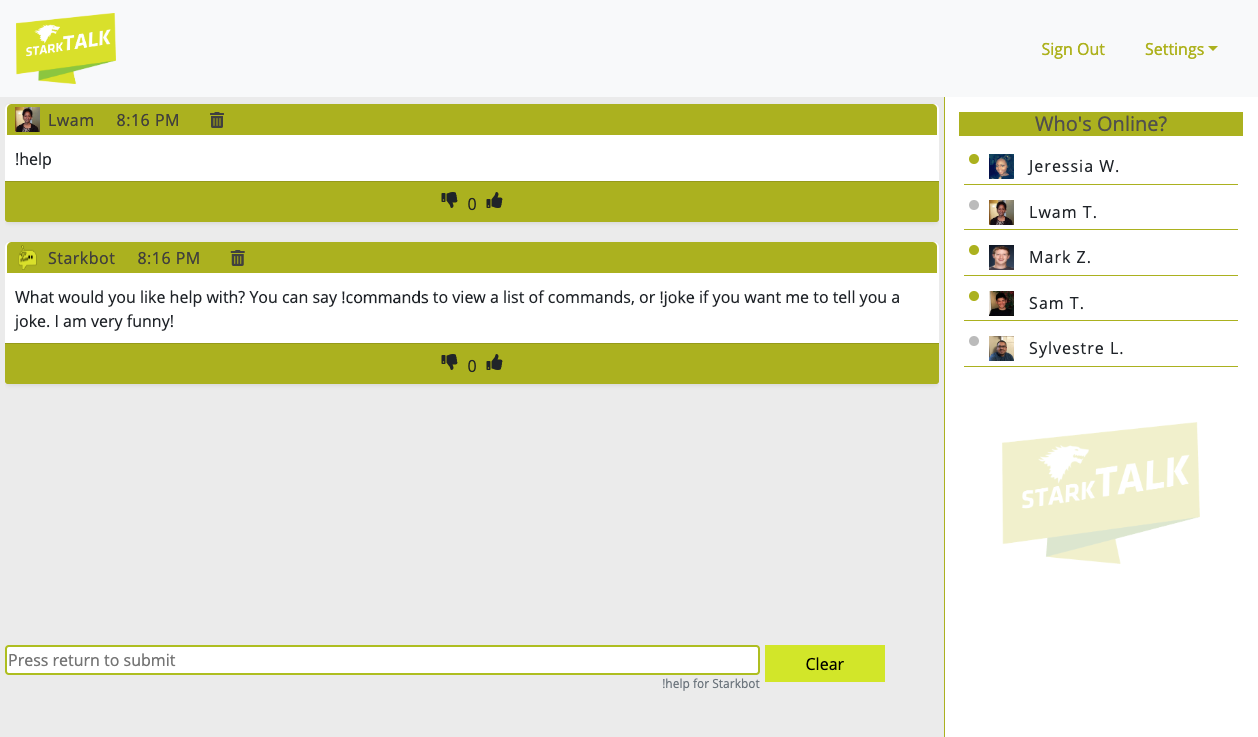 STARK TALK
Sign Out
Settings
Lwam 8:16 PM
!help
0
Starkbot 8:16 PM
What would you like help with? You can say !commands to view a list of commands, or !joke if you want me to tell you a
joke. I am very funny!
0
Press return to submit
Clear
!help for Starkbot
Who's Online?
Jeressia W.
Lwam T.
Mark Z.
Sam T.
Sylvestre L.
STARK TALK